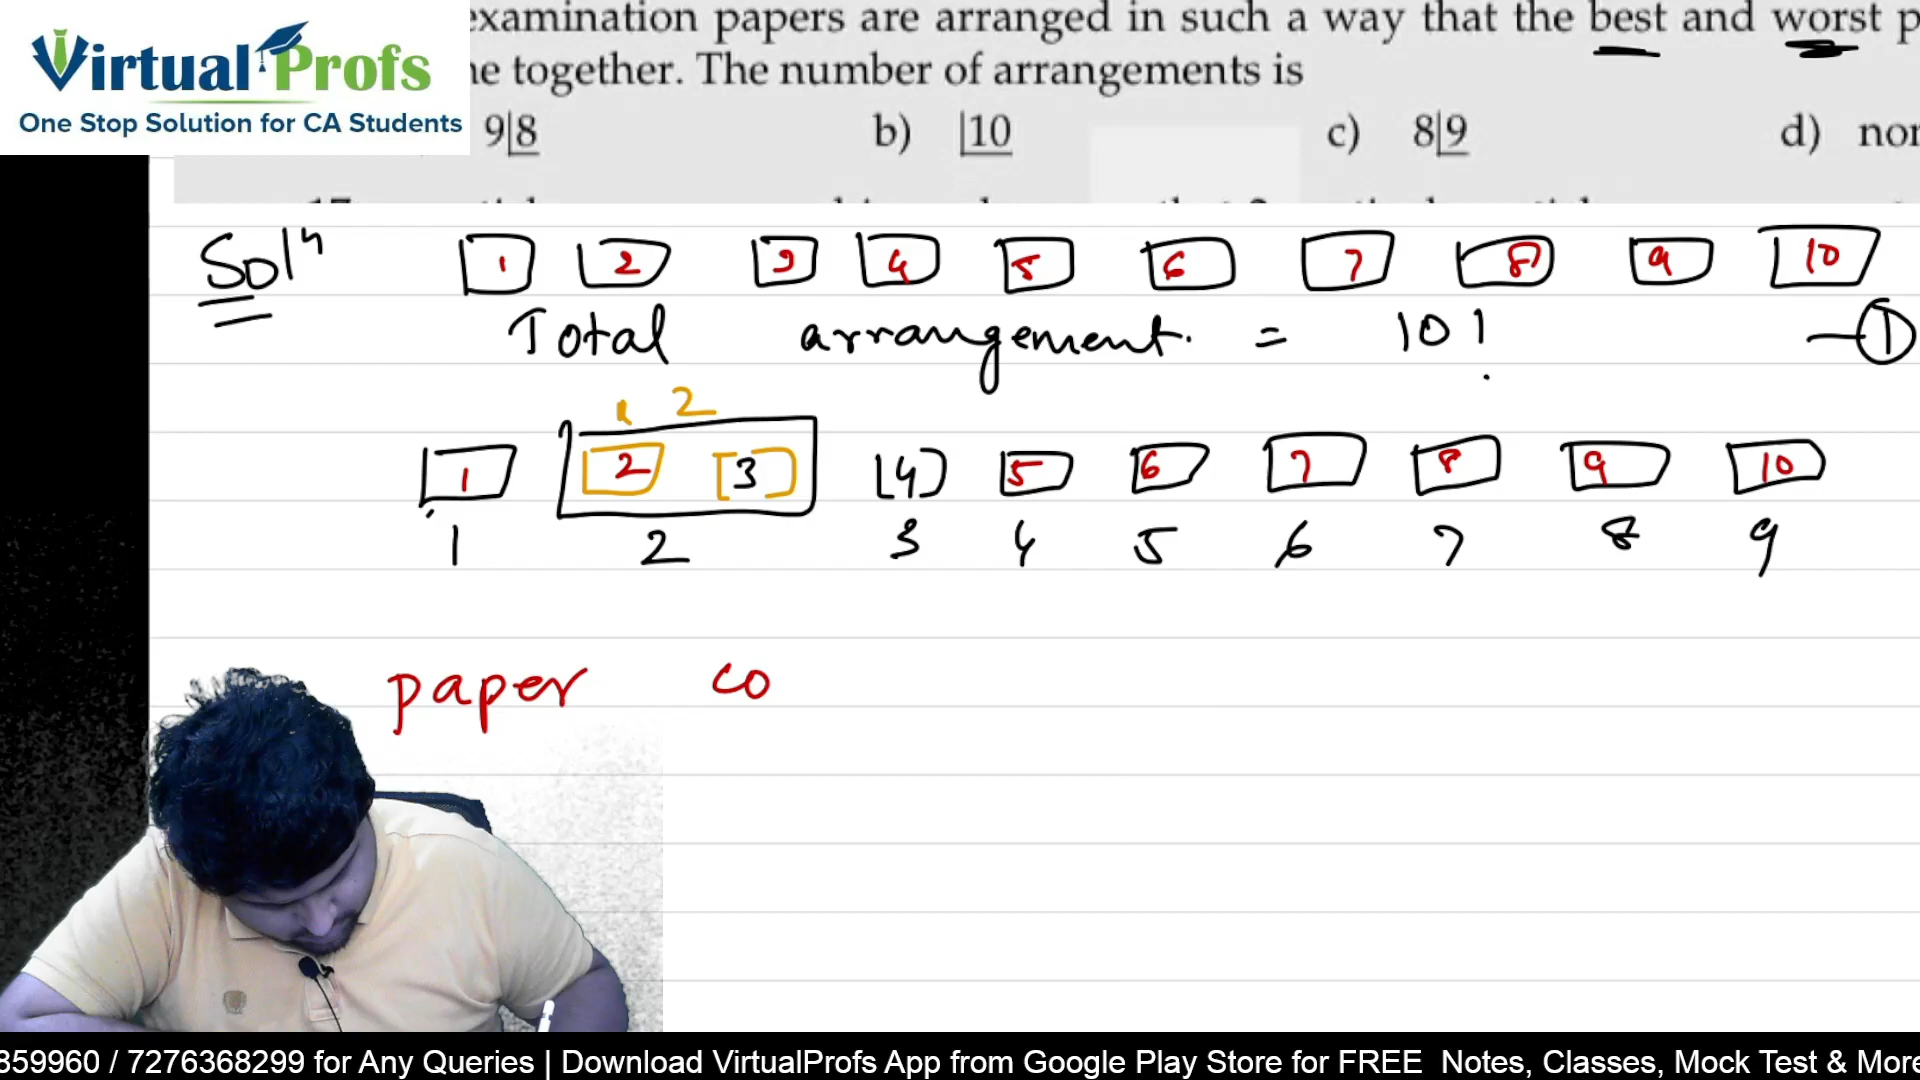 Virtual Profs
One Stop Solution for CA Students
examination papers are arranged in such a way that the best and worst p
ne together. The number of arrangements is
9|8 b) |10 c) 8|9 d) nor
Solⁿ 1 2 3 4 5 6 7 8 9 10
Total arrangement. = 10! —①
1 2
1 2 3 4 5 6 7 8 9 10
1 2 3 4 5 6 7 8 9
paper co
859960 / 7276368299 for Any Queries | Download VirtualProfs App from Google Play Store for FREE Notes, Classes, Mock Test & More